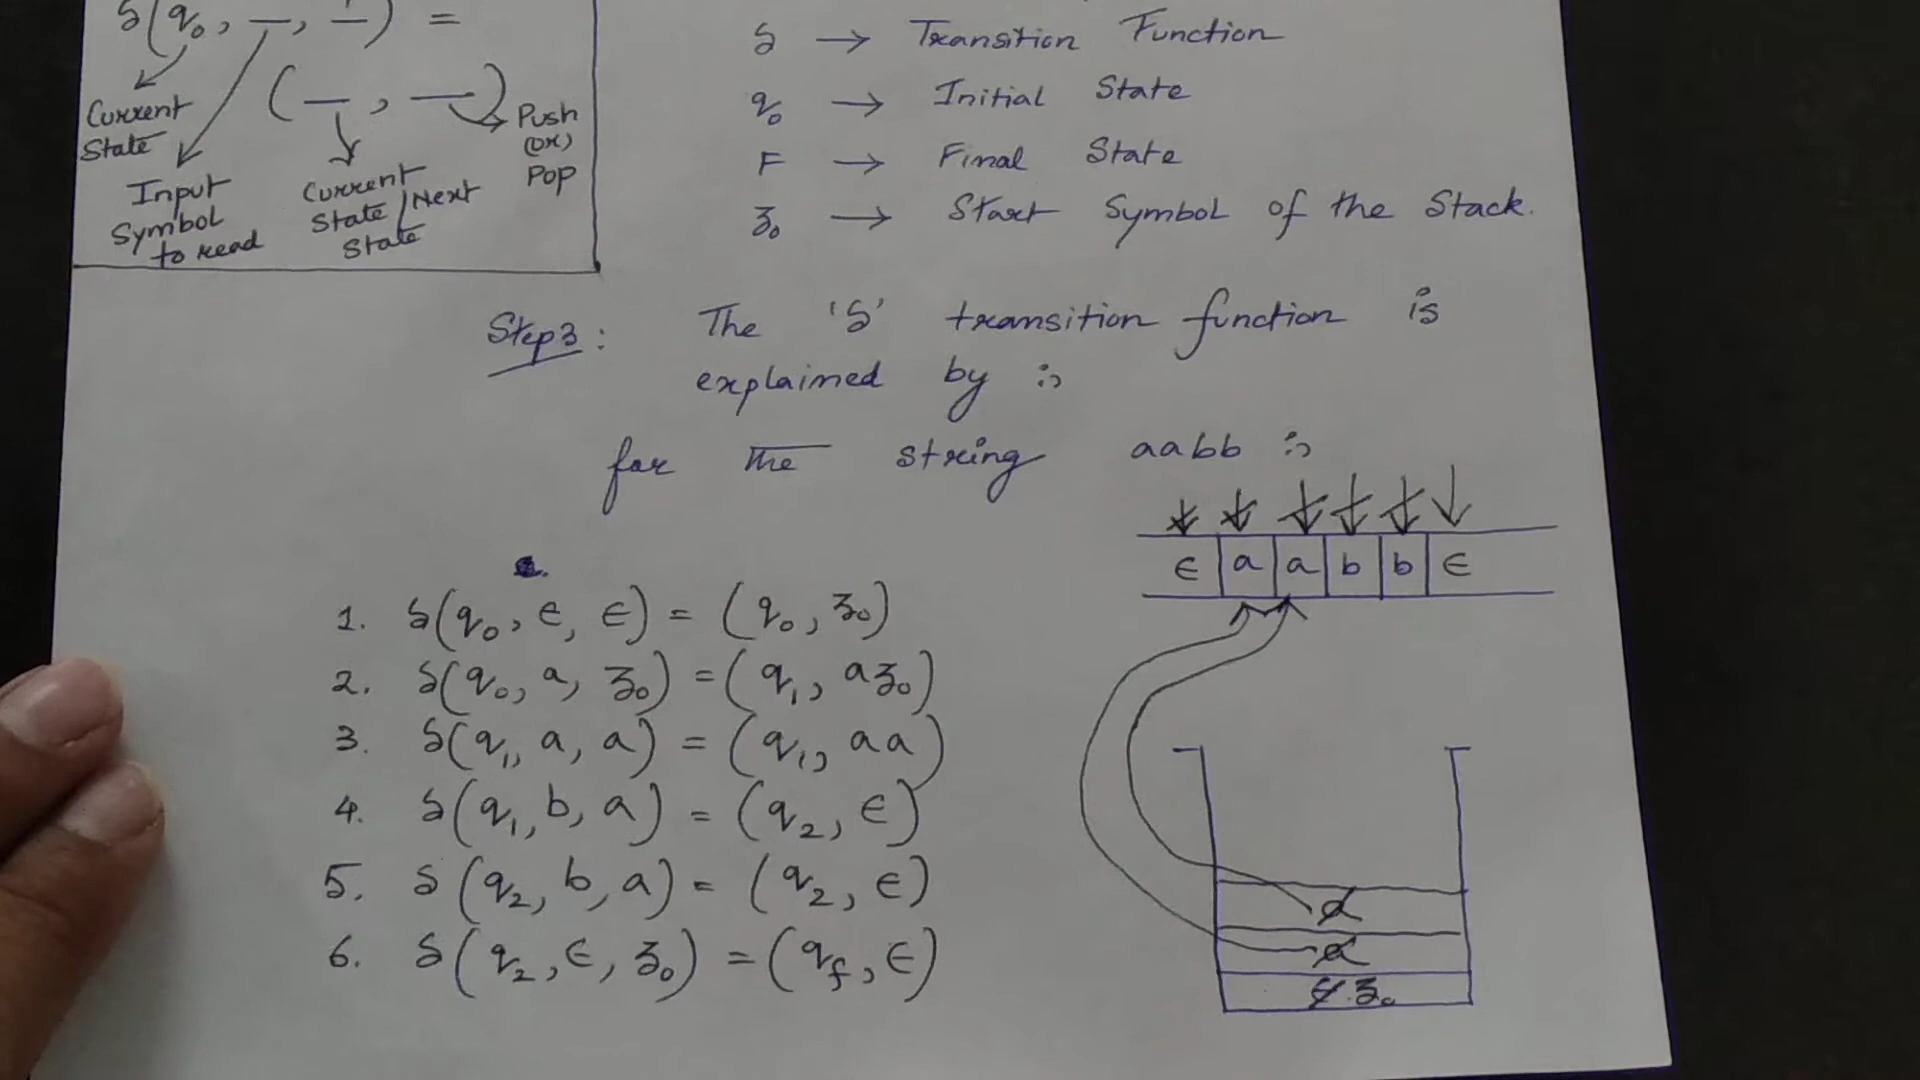 δ(q₀, —, —) =
(—, —)
Current
State
Input
Symbol
to read
Current
State / Next
State
Push
(or)
Pop
δ → Transition Function
q₀ → Initial State
F → Final State
z₀ → Start Symbol of the Stack.
Step3 : The 'δ' transition function is
explained by :-
for the string aabb :-
ϵ a a b b ϵ
1. δ(q₀, ϵ, ϵ) = (q₀, z₀)
2. δ(q₀, a, z₀) = (q₁, az₀)
3. δ(q₁, a, a) = (q₁, aa)
4. δ(q₁, b, a) = (q₂, ϵ)
5. δ(q₂, b, a) = (q₂, ϵ)
6. δ(q₂, ϵ, z₀) = (q_f, ϵ)
a
a
ϵ z₀